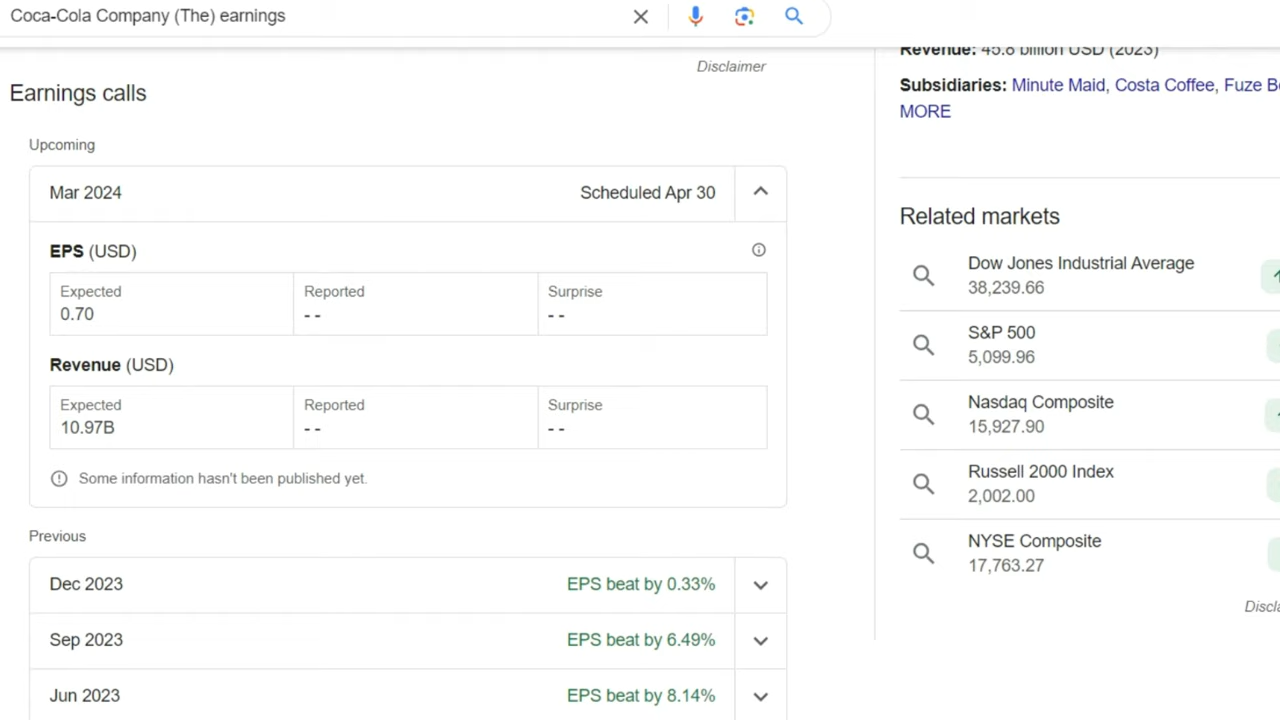 Coca-Cola Company (The) earnings
Disclaimer
Earnings calls
Upcoming
Mar 2024 Scheduled Apr 30
EPS (USD)
Expected Reported Surprise
0.70 - - - -
Revenue (USD)
Expected Reported Surprise
10.97B - - - -
Some information hasn't been published yet.
Previous
Dec 2023 EPS beat by 0.33%
Sep 2023 EPS beat by 6.49%
Jun 2023 EPS beat by 8.14%
Revenue: 45.8 billion USD (2023)
Subsidiaries: Minute Maid, Costa Coffee, Fuze
MORE
Related markets
Dow Jones Industrial Average
38,239.66
S&P 500
5,099.96
Nasdaq Composite
15,927.90
Russell 2000 Index
2,002.00
NYSE Composite
17,763.27